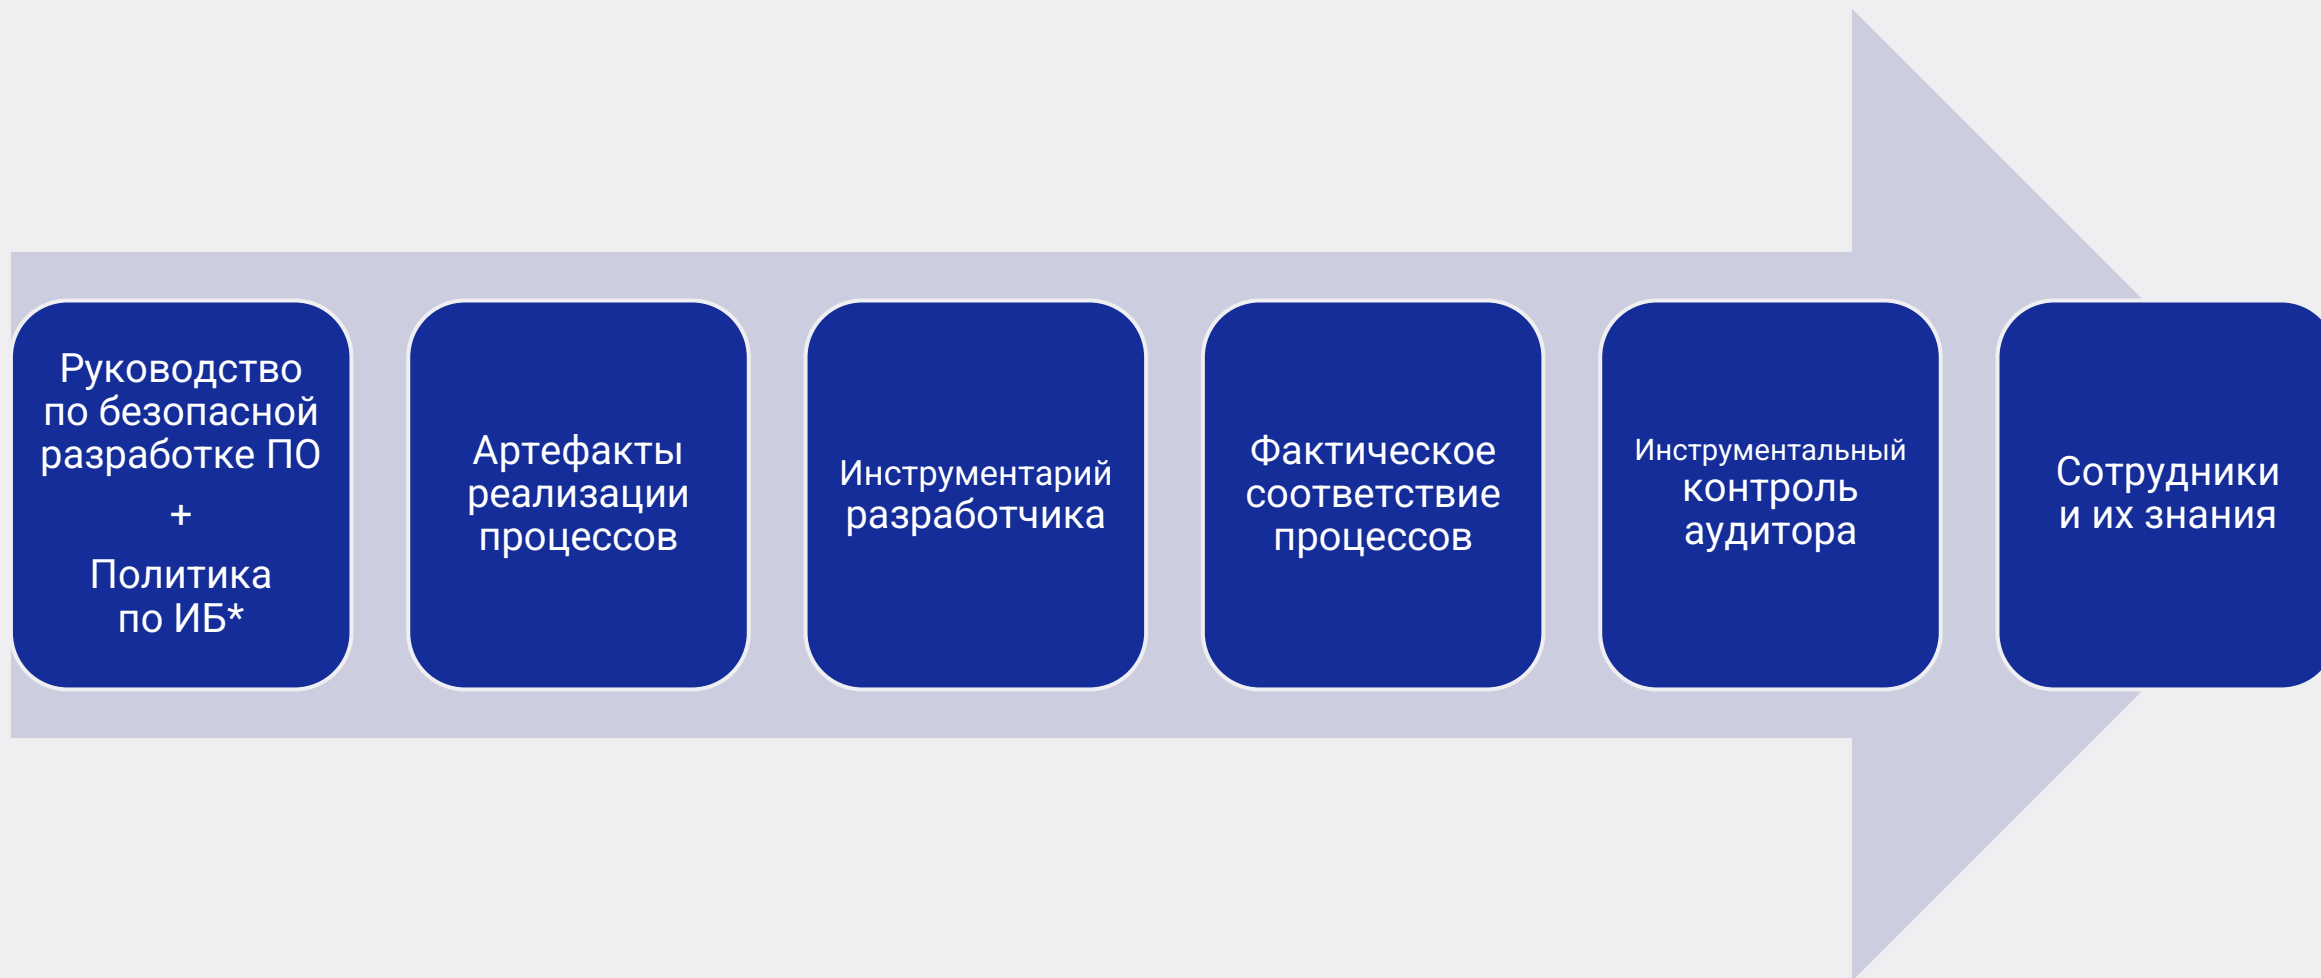 Руководство
по безопасной
разработке ПО
+
Политика
по ИБ*
Артефакты
реализации
процессов
Инструментарий
разработчика
Фактическое
соответствие
процессов
Инструментальный
контроль
аудитора
Сотрудники
и их знания